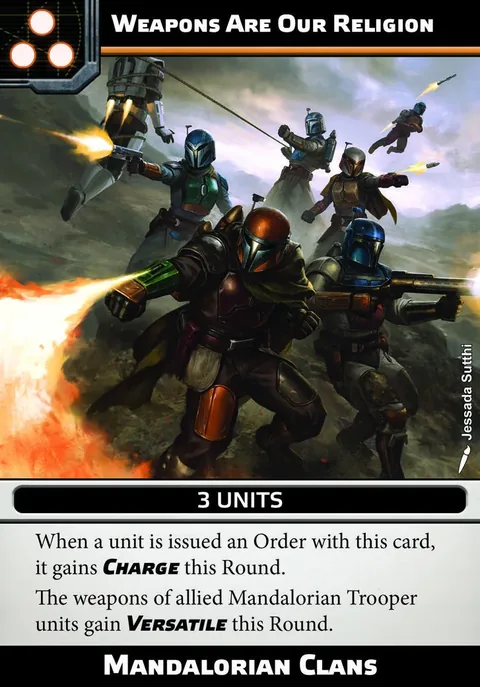 Weapons Are Our Religion
Jessada Sutthi
3 UNITS
When a unit is issued an Order with this card,
it gains Charge this Round.
The weapons of allied Mandalorian Trooper
units gain Versatile this Round.
Mandalorian Clans